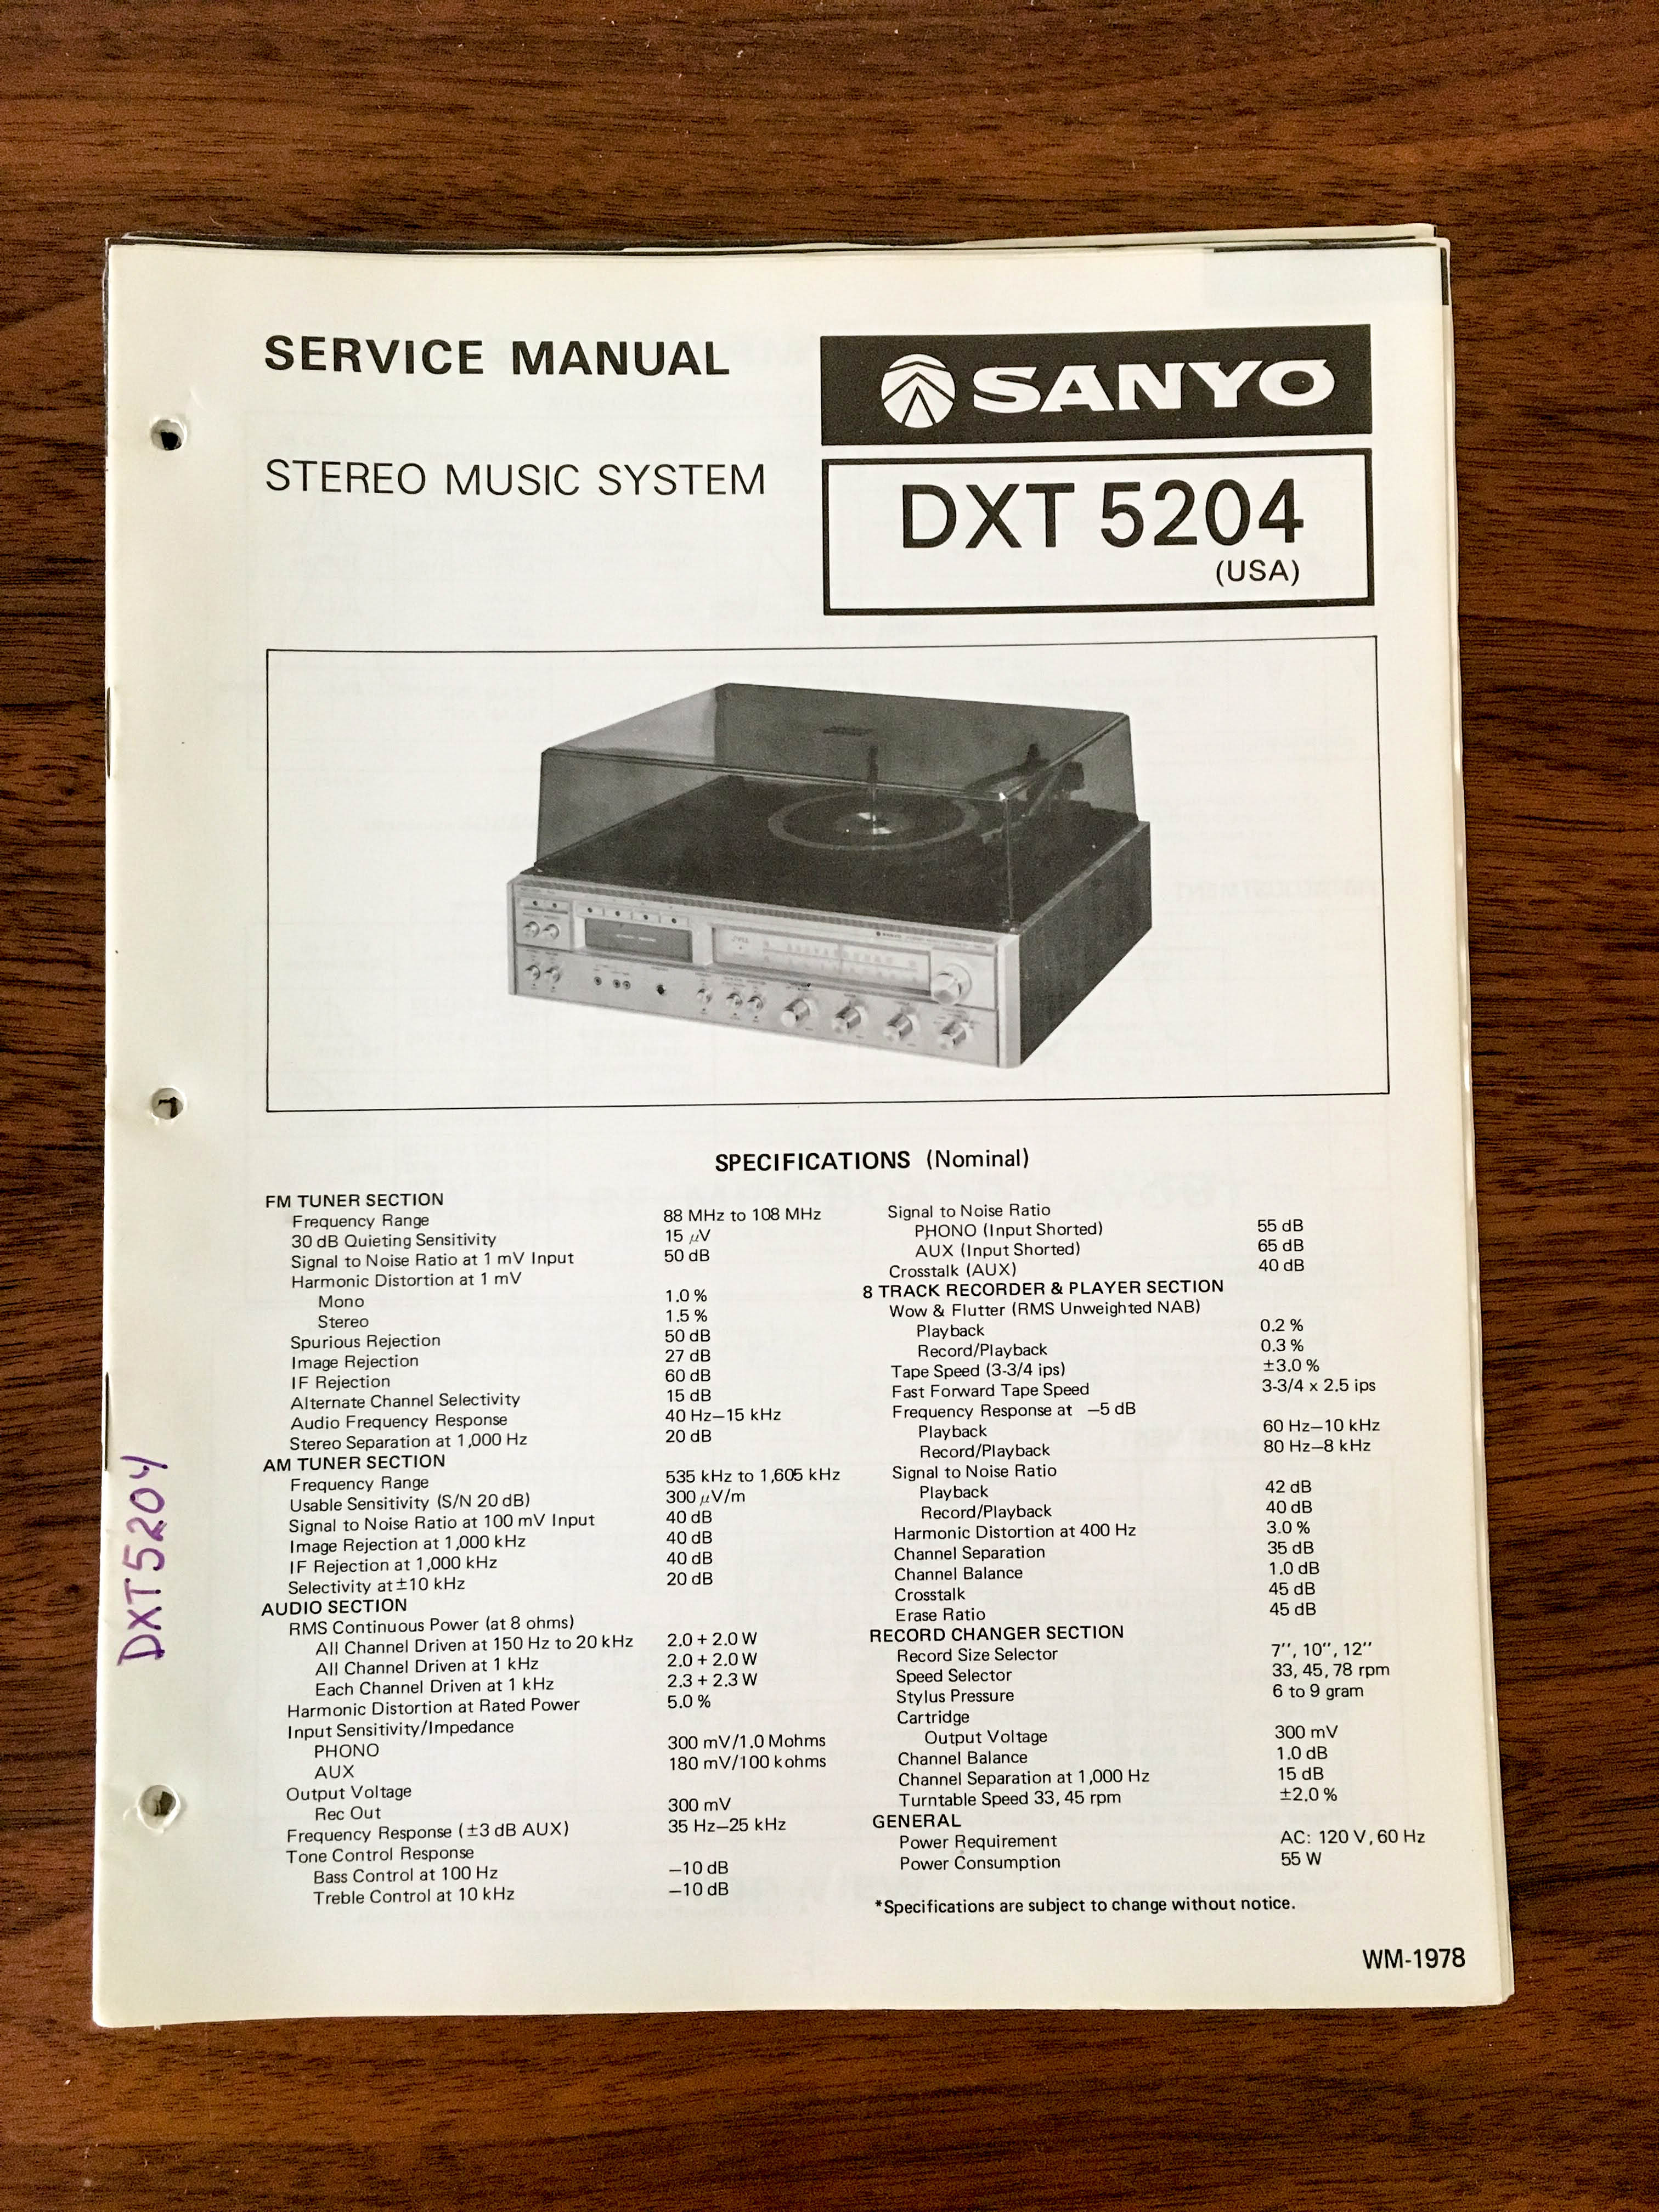 SERVICE MANUAL
SANYO
STEREO MUSIC SYSTEM
DXT 5204
(USA)
SPECIFICATIONS (Nominal)
FM TUNER SECTION
Frequency Range 88 MHz to 108 MHz
30 dB Quieting Sensitivity 15 μV
Signal to Noise Ratio at 1 mV Input 50 dB
Harmonic Distortion at 1 mV
Mono 1.0 %
Stereo 1.5 %
Spurious Rejection 50 dB
Image Rejection 27 dB
IF Rejection 60 dB
Alternate Channel Selectivity 15 dB
Audio Frequency Response 40 Hz–15 kHz
Stereo Separation at 1,000 Hz 20 dB
AM TUNER SECTION
Frequency Range 535 kHz to 1,605 kHz
Usable Sensitivity (S/N 20 dB) 300 μV/m
Signal to Noise Ratio at 100 mV Input 40 dB
Image Rejection at 1,000 kHz 40 dB
IF Rejection at 1,000 kHz 40 dB
Selectivity at ±10 kHz 20 dB
AUDIO SECTION
RMS Continuous Power (at 8 ohms)
All Channel Driven at 150 Hz to 20 kHz 2.0 + 2.0 W
All Channel Driven at 1 kHz 2.0 + 2.0 W
Each Channel Driven at 1 kHz 2.3 + 2.3 W
Harmonic Distortion at Rated Power 5.0 %
Input Sensitivity/Impedance
PHONO 300 mV/1.0 Mohms
AUX 180 mV/100 kohms
Output Voltage
Rec Out 300 mV
Frequency Response (±3 dB AUX) 35 Hz–25 kHz
Tone Control Response
Bass Control at 100 Hz –10 dB
Treble Control at 10 kHz –10 dB
Signal to Noise Ratio
PHONO (Input Shorted) 55 dB
AUX (Input Shorted) 65 dB
Crosstalk (AUX) 40 dB
8 TRACK RECORDER & PLAYER SECTION
Wow & Flutter (RMS Unweighted NAB)
Playback 0.2 %
Record/Playback 0.3 %
Tape Speed (3-3/4 ips) ±3.0 %
Fast Forward Tape Speed 3-3/4 x 2.5 ips
Frequency Response at –5 dB
Playback 60 Hz–10 kHz
Record/Playback 80 Hz–8 kHz
Signal to Noise Ratio
Playback 42 dB
Record/Playback 40 dB
Harmonic Distortion at 400 Hz 3.0 %
Channel Separation 35 dB
Channel Balance 1.0 dB
Crosstalk 45 dB
Erase Ratio 45 dB
RECORD CHANGER SECTION
Record Size Selector 7'', 10'', 12''
Speed Selector 33, 45, 78 rpm
Stylus Pressure 6 to 9 gram
Cartridge
Output Voltage 300 mV
Channel Balance 1.0 dB
Channel Separation at 1,000 Hz 15 dB
Turntable Speed 33, 45 rpm ±2.0 %
GENERAL
Power Requirement AC: 120 V, 60 Hz
Power Consumption 55 W
*Specifications are subject to change without notice.
WM-1978
DXT5204